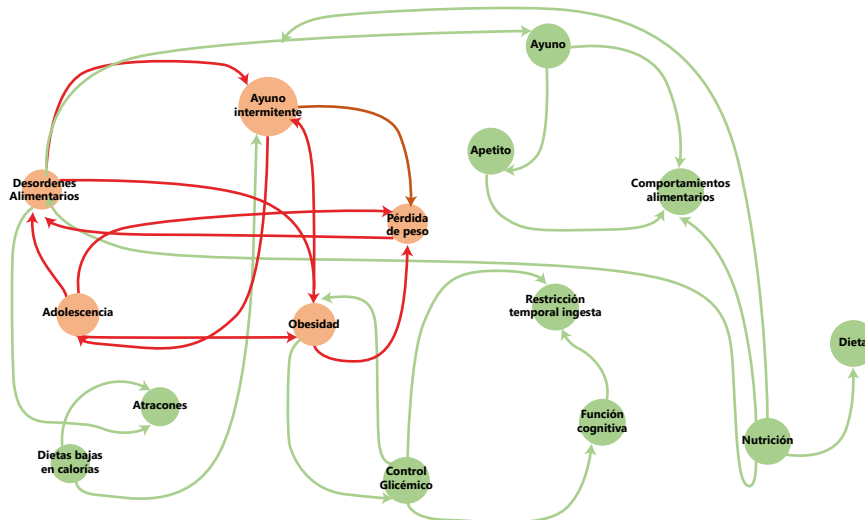 Ayuno
Ayuno
intermitente
Apetito
Desordenes
Alimentarios
Comportamientos
alimentarios
Pérdida
de peso
Restricción
temporal ingesta
Adolescencia
Obesidad
Dieta
Atracones
Función
cognitiva
Nutrición
Dietas bajas
en calorías
Control
Glicémico